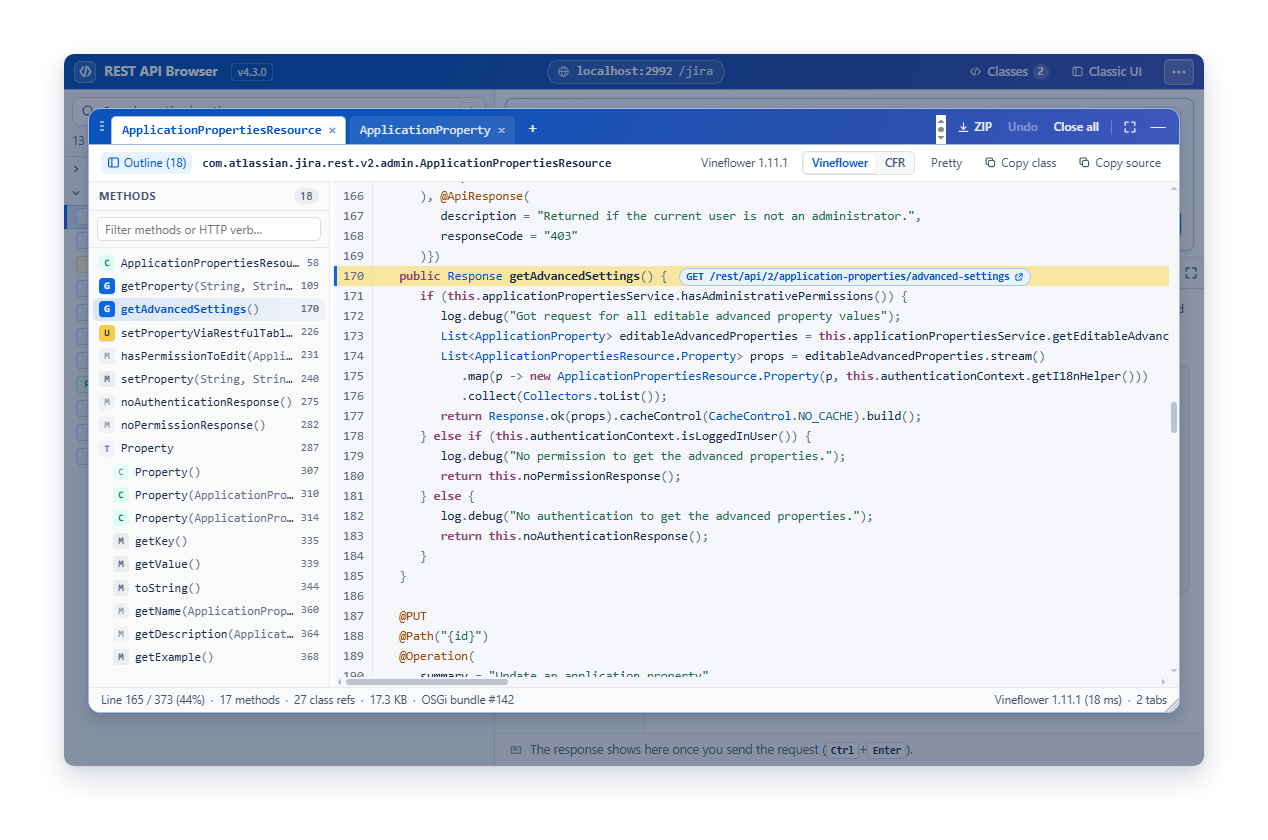 REST API Browser v4.3.0 localhost:2992 /jira Classes 2 Classic UI
13
ApplicationPropertiesResource × ApplicationProperty × + ZIP Undo Close all
Outline (18) com.atlassian.jira.rest.v2.admin.ApplicationPropertiesResource Vineflower 1.11.1 Vineflower CFR Pretty Copy class Copy source
METHODS 18
Filter methods or HTTP verb...
C ApplicationPropertiesResou... 58
G getProperty(String, Strin... 109
G getAdvancedSettings() 170
U setPropertyViaRestfulTabl... 226
M hasPermissionToEdit(Appli... 231
M setProperty(String, Strin... 240
M noAuthenticationResponse() 275
M noPermissionResponse() 282
T Property 287
C Property() 307
C Property(ApplicationPro... 310
C Property(ApplicationPro... 314
M getKey() 335
M getValue() 339
M toString() 344
M getName(ApplicationProp... 360
M getDescription(Applicat... 364
M getExample() 368
166 ), @ApiResponse(
167 description = "Returned if the current user is not an administrator.",
168 responseCode = "403"
169 )})
170 public Response getAdvancedSettings() { GET /rest/api/2/application-properties/advanced-settings
171 if (this.applicationPropertiesService.hasAdministrativePermissions()) {
172 log.debug("Got request for all editable advanced property values");
173 List<ApplicationProperty> editableAdvancedProperties = this.applicationPropertiesService.getEditableAdvanc
174 List<ApplicationPropertiesResource.Property> props = editableAdvancedProperties.stream()
175 .map(p -> new ApplicationPropertiesResource.Property(p, this.authenticationContext.getI18nHelper()))
176 .collect(Collectors.toList());
177 return Response.ok(props).cacheControl(CacheControl.NO_CACHE).build();
178 } else if (this.authenticationContext.isLoggedInUser()) {
179 log.debug("No permission to get the advanced properties.");
180 return this.noPermissionResponse();
181 } else {
182 log.debug("No authentication to get the advanced properties.");
183 return this.noAuthenticationResponse();
184 }
185 }
186
187 @PUT
188 @Path("{id}")
189 @Operation(
190 summary = "Update an application property"
Line 165 / 373 (44%) · 17 methods · 27 class refs · 17.3 KB · OSGi bundle #142 Vineflower 1.11.1 (18 ms) · 2 tabs
The response shows here once you send the request (Ctrl+Enter).